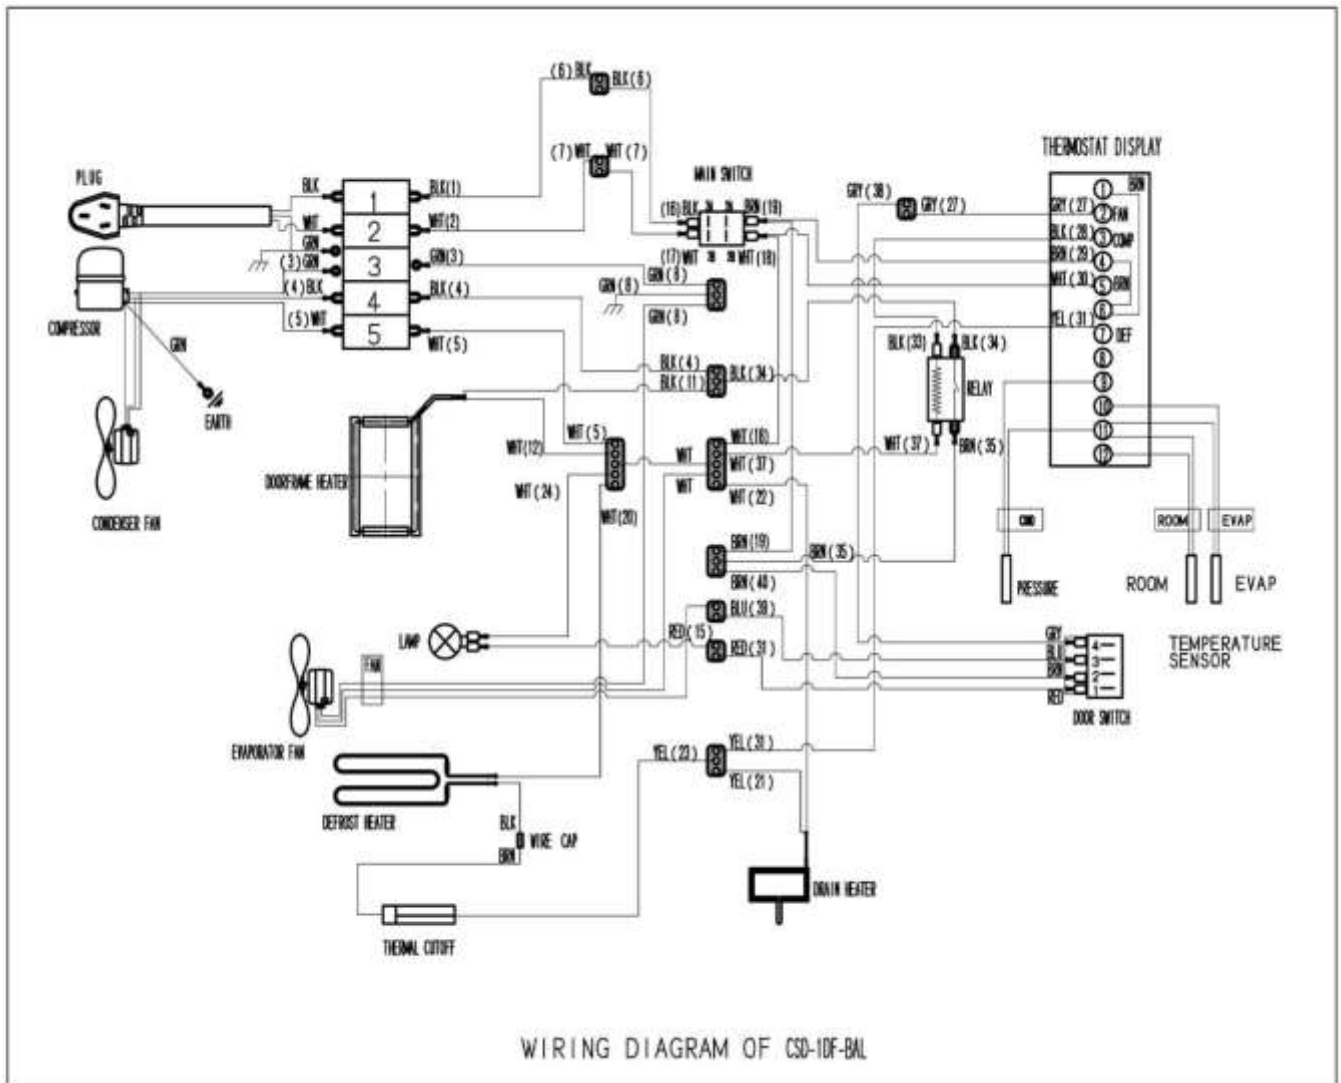 (6) BLK
BLK(6)
(7) WHT
WHT(7)
THERMOSTAT DISPLAY
MAIN SWITCH
PLUG
BLK
1
BLK(1)
WHT
2
WHT(2)
GRN
(3) GRN
3
GRN(3)
(4) BLK
4
BLK(4)
(5) WHT
5
WHT(5)
COMPRESSOR
GRN
EARTH
CONDENSER FAN
(16) BLK
BRN(19)
(17) WHT
WHT(18)
GRN(8)
GRN(8)
GRN(8)
GRY(38)
GRY(27)
GRY(27)
BLK(28)
BRN(29)
WHT(30)
YEL(31)
1
BRN
2
FAN
3
COMP
4
5
BRN
6
7
DEF
8
9
10
11
12
BLK(33)
BLK(34)
RELAY
WHT(37)
BRN(35)
BLK(4)
BLK(11)
BLK(34)
DOORFRAME HEATER
WHT(12)
WHT(5)
WHT(24)
WHT(20)
WHT
WHT
WHT(16)
WHT(37)
WHT(22)
BRN(19)
BRN(35)
BRN(40)
BLU(39)
RED(15)
RED(31)
LAMP
FAN
EVAPORATOR FAN
ROOM
EVAP
PRESSURE
ROOM
EVAP
TEMPERATURE
SENSOR
GRY
BLU
BRN
RED
4
3
2
1
DOOR SWITCH
YEL(23)
YEL(31)
YEL(21)
DEFROST HEATER
BLK
WIRE CAP
BRN
THERMAL CUTOFF
DRAIN HEATER
WIRING DIAGRAM OF CSD-1DF-BAL